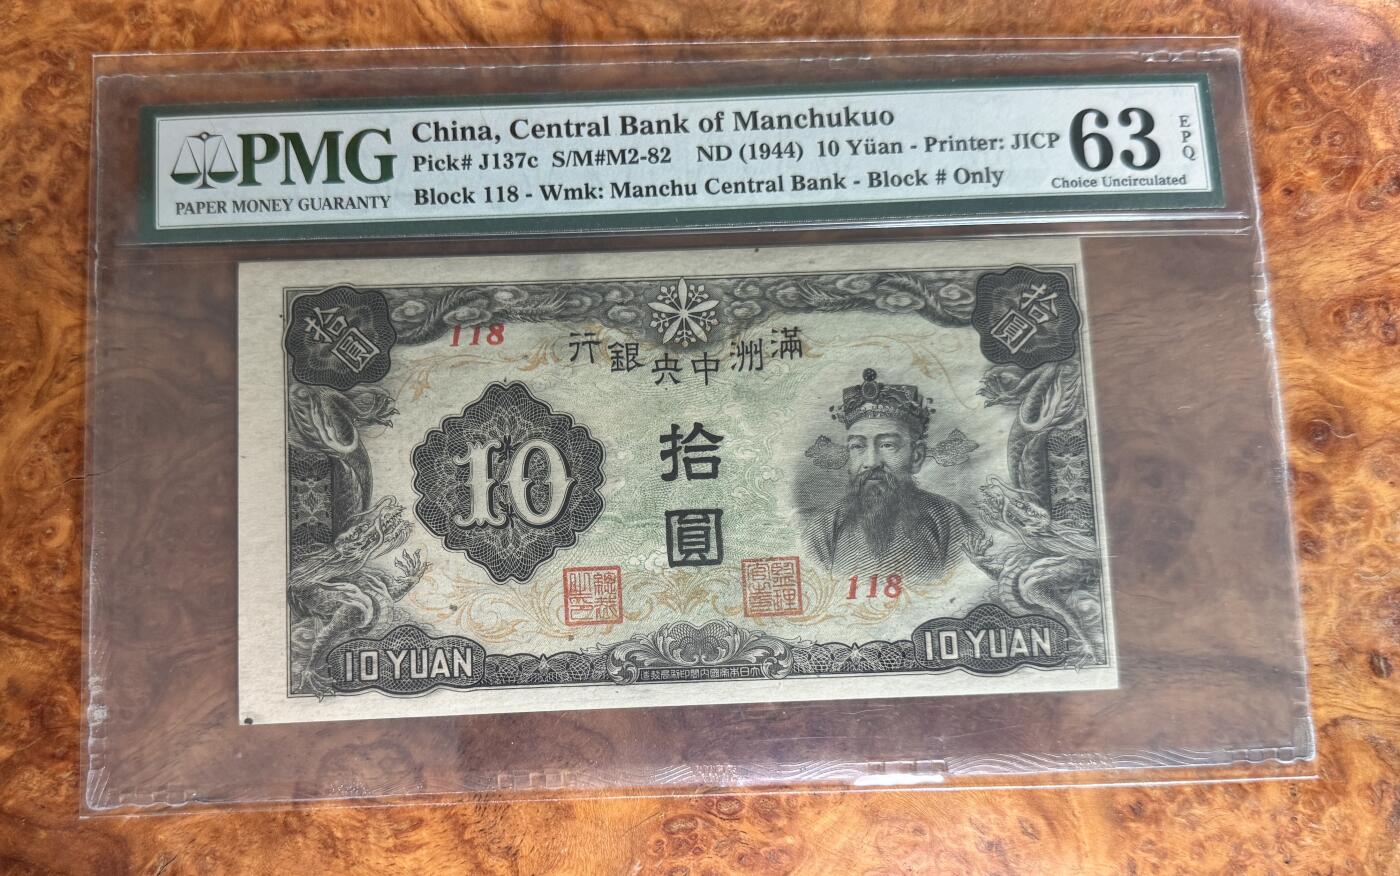 PMG
PAPER MONEY GUARANTY
China, Central Bank of Manchukuo
Pick# J137c S/M#M2-82 ND (1944) 10 Yüan - Printer: JICP
Block 118 - Wmk: Manchu Central Bank - Block # Only
63
EPQ
Choice Uncirculated
拾圓
拾圓
118
滿洲中央銀行
10
拾圓
118
10 YUAN
10 YUAN